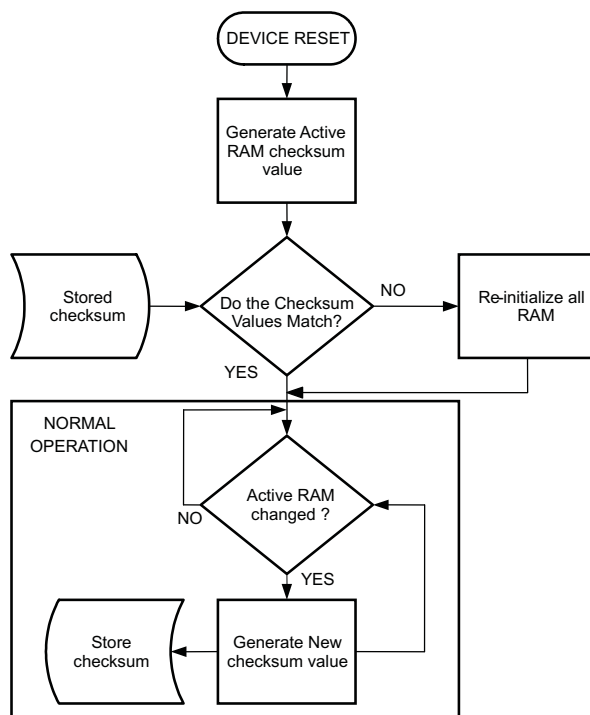 DEVICE RESET
Generate Active
RAM checksum
value
Stored
checksum
Do the Checksum
Values Match?
NO
Re-initialize all
RAM
YES
NORMAL
OPERATION
Active RAM
changed ?
NO
YES
Store
checksum
Generate New
checksum value